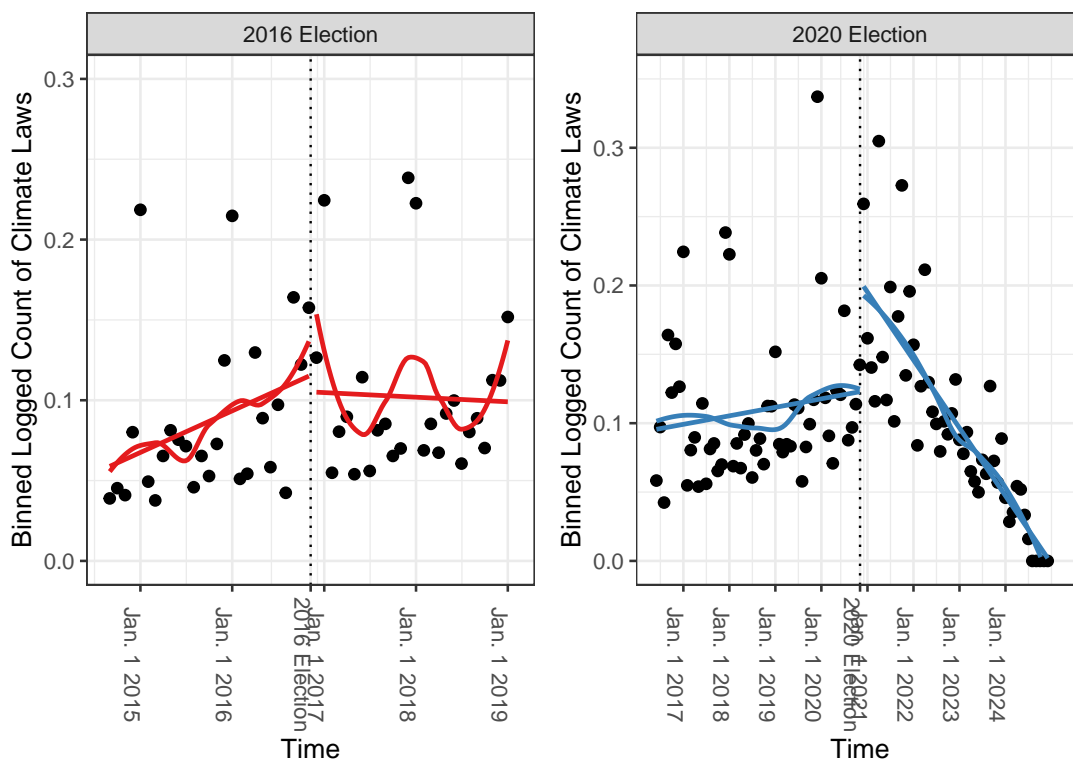 2016 Election
2020 Election
Binned Logged Count of Climate Laws
0.3
0.2
0.1
0.0
Jan. 1 2015
Jan. 1 2016
2016 Election
Jan. 1 2017
Jan. 1 2018
Jan. 1 2019
Time
Binned Logged Count of Climate Laws
0.3
0.2
0.1
0.0
Jan. 1 2017
Jan. 1 2018
Jan. 1 2019
Jan. 1 2020
2020 Election
Jan. 1 2021
Jan. 1 2022
Jan. 1 2023
Jan. 1 2024
Time